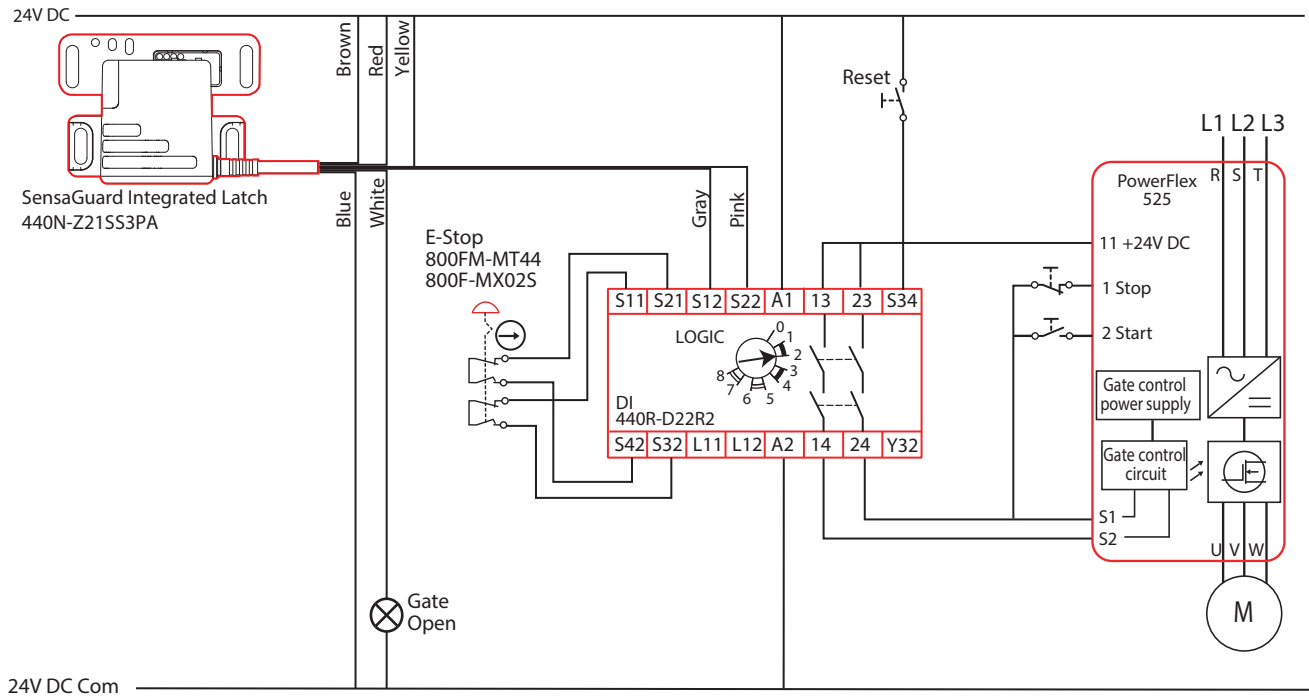 24V DC
Brown
Red
Yellow
SensaGuard Integrated Latch
440N-Z21SS3PA
Blue
White
Gray
Pink
Reset
E-Stop
800FM-MT44
800F-MX02S
S11 S21 S12 S22 A1 13 23 S34
LOGIC
0
1
2
3
4
5
6
7
8
DI
440R-D22R2
S42 S32 L11 L12 A2 14 24 Y32
L1 L2 L3
R S T
PowerFlex
525
11 +24V DC
1 Stop
2 Start
Gate control
power supply
Gate control
circuit
S1
S2
U V W
M
Gate
Open
24V DC Com